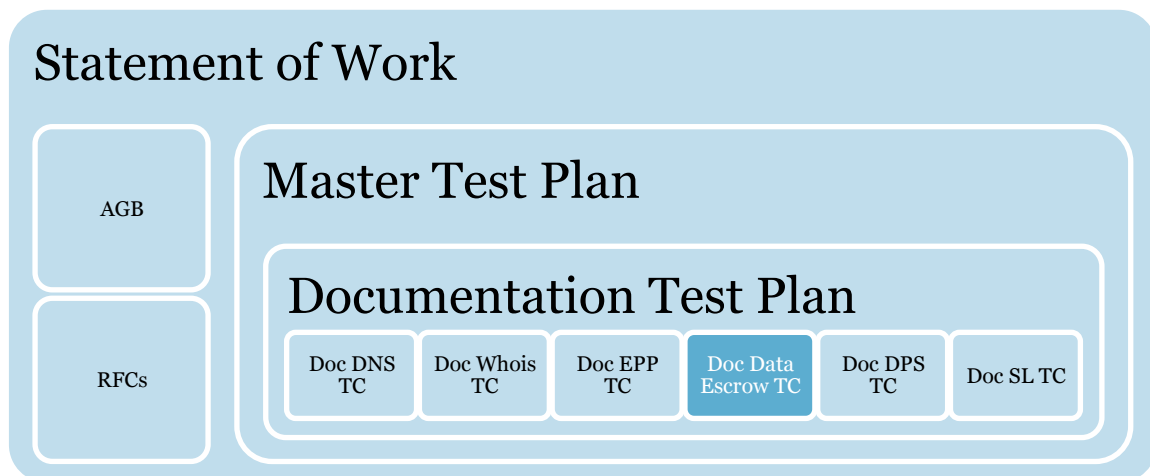 Statement of Work
AGB
RFCs
Master Test Plan
Documentation Test Plan
Doc DNS
TC
Doc Whois
TC
Doc EPP
TC
Doc Data
Escrow TC
Doc DPS
TC
Doc SL TC